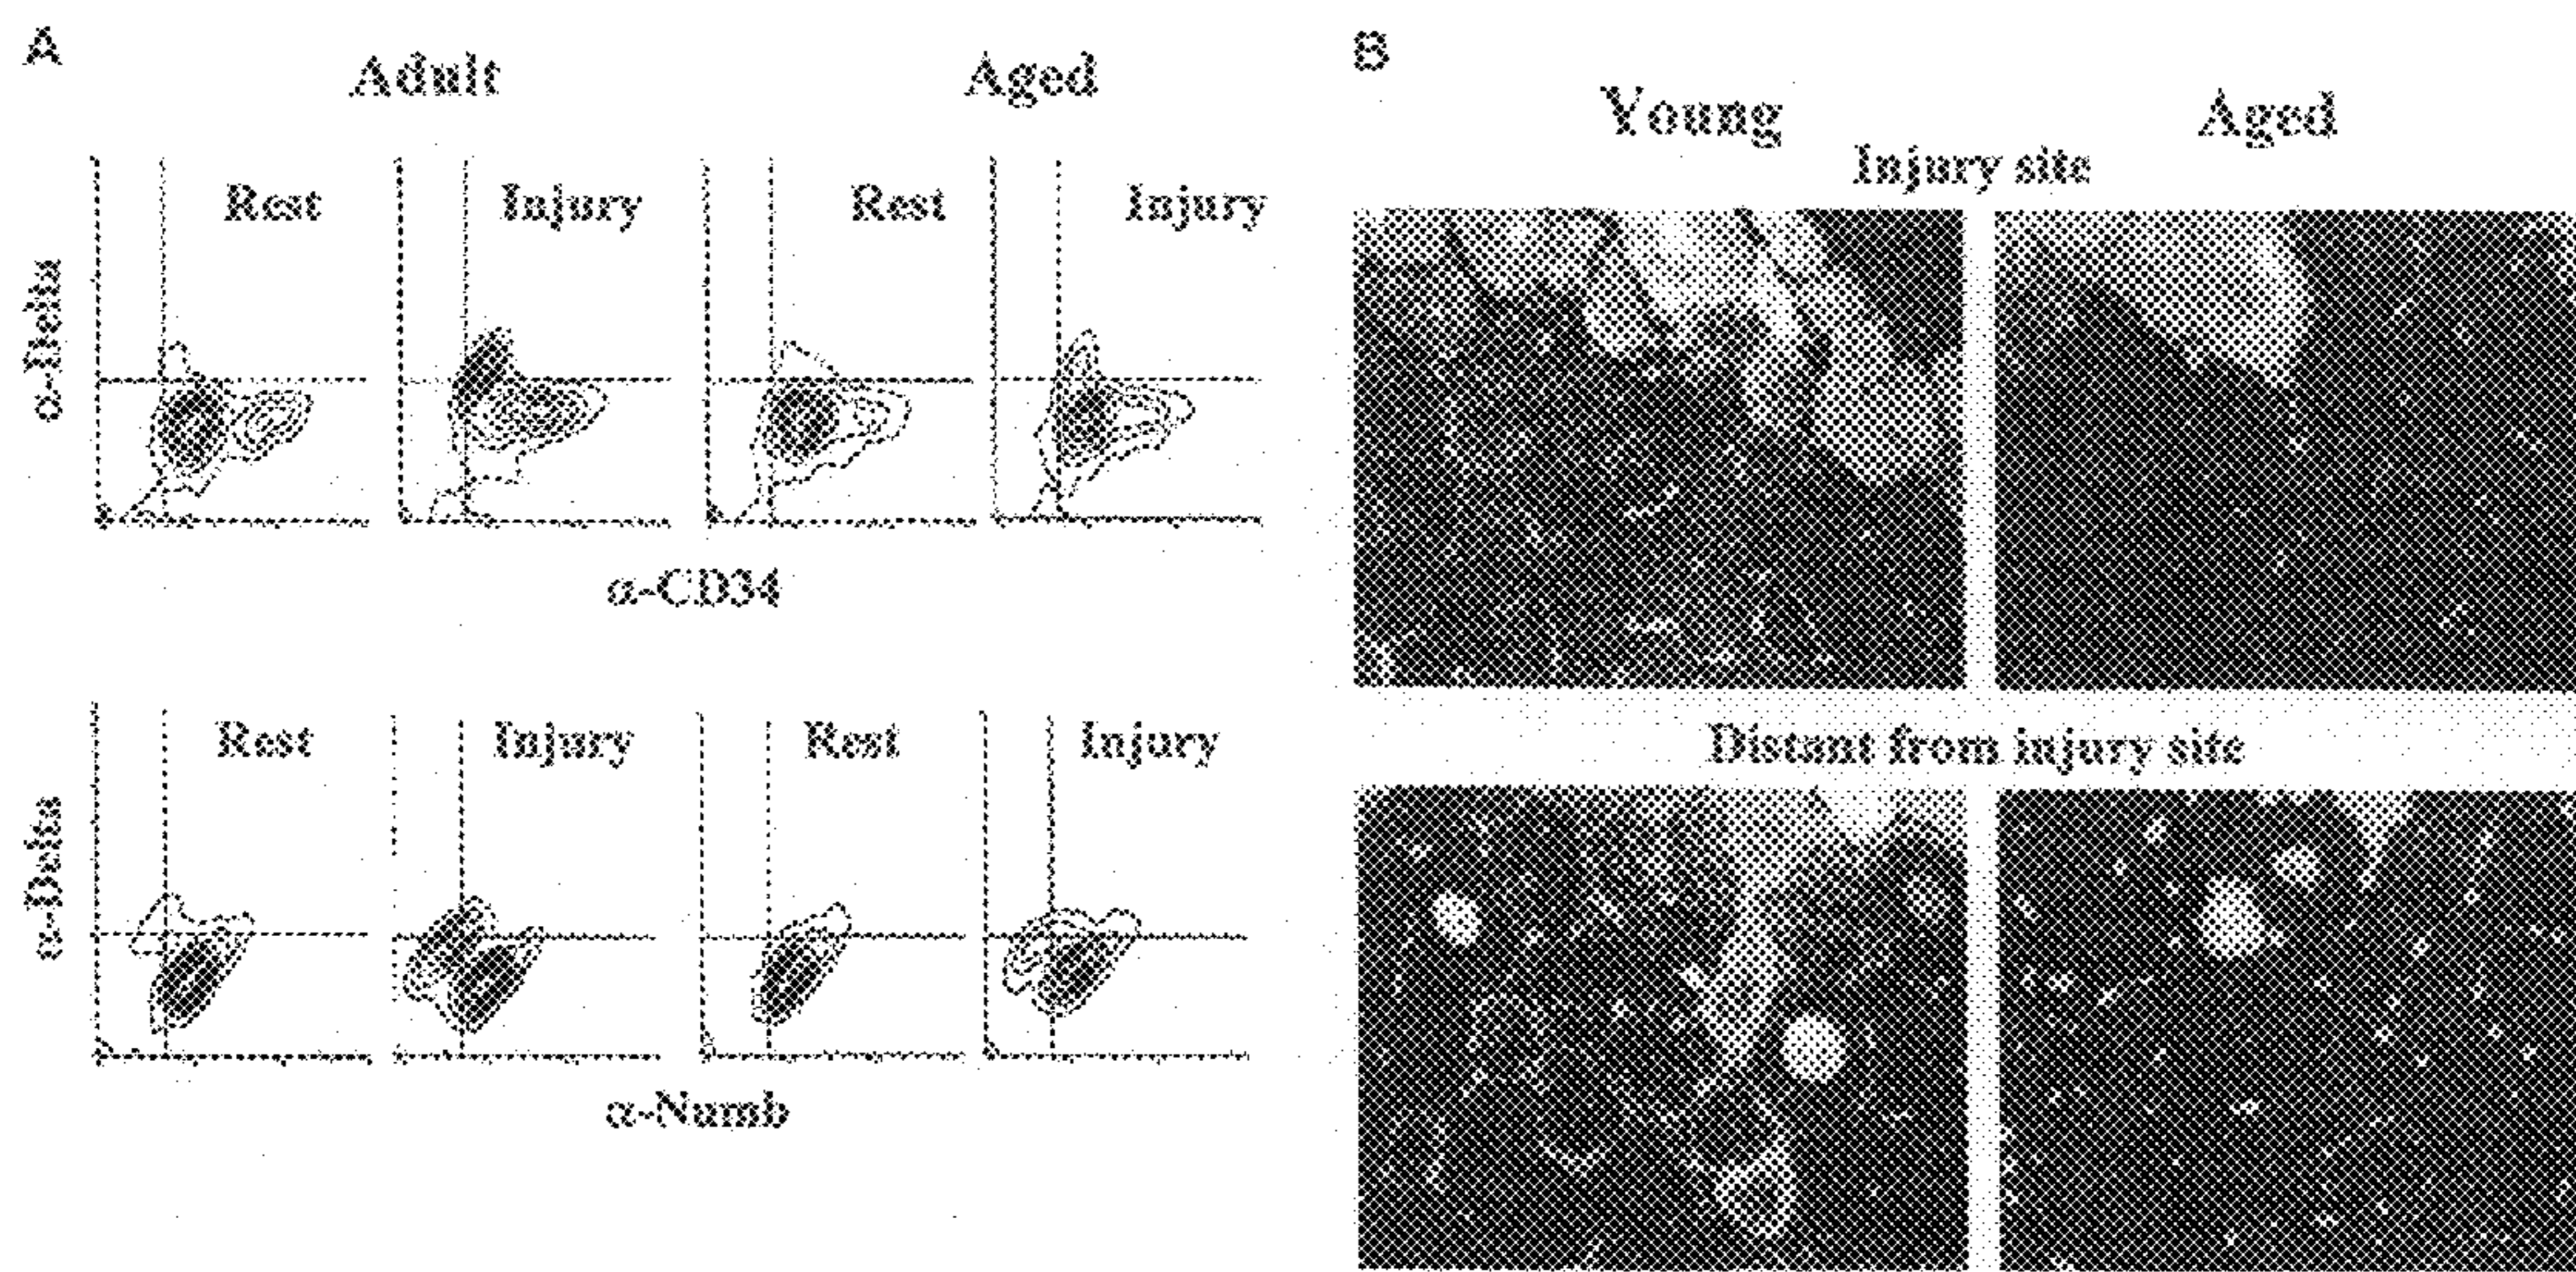 A
Adult
Aged
Rest
Injury
Rest
Injury
α-Delta
α-CD34
Rest
Injury
Rest
Injury
α-Delta
α-Numb
B
Young
Aged
Injury site
Distant from injury site